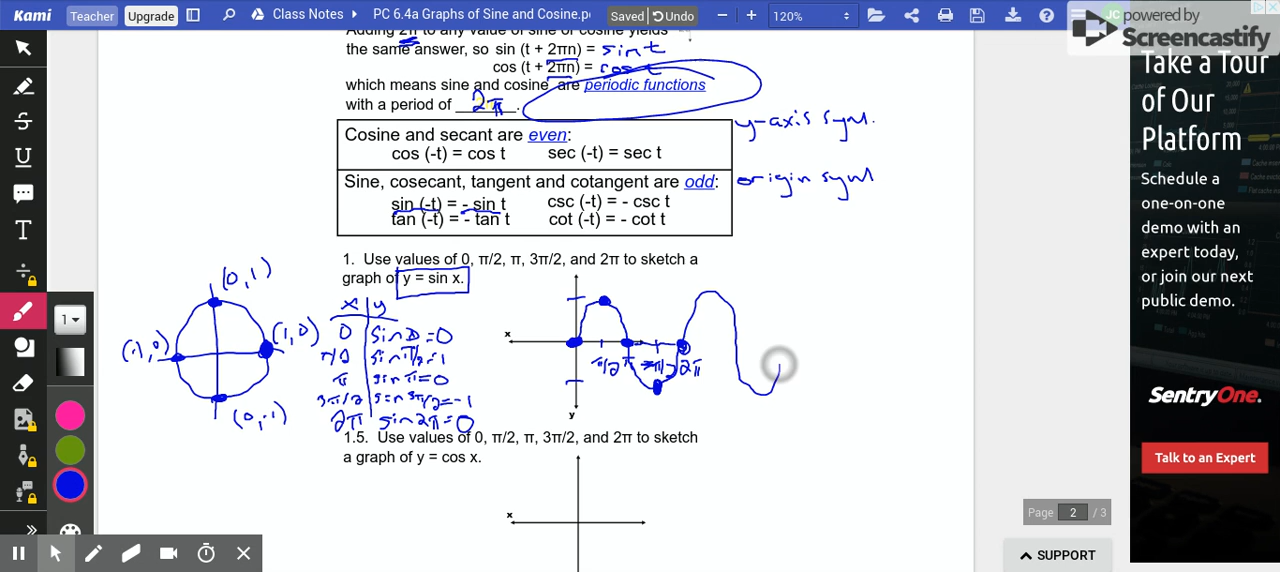 Kami
Teacher
Upgrade
Class Notes
PC 6.4a Graphs of Sine and Cosine.p
Saved
Undo
120%
JC
powered by
Screencastify
Adding 2π to any value of sine or cosine yields
the same answer, so sin (t + 2πn) = sin t
cos (t + 2πn) = cos t
which means sine and cosine are periodic functions
with a period of 2π.
Cosine and secant are even:
cos (-t) = cos t sec (-t) = sec t
y-axis sym.
Sine, cosecant, tangent and cotangent are odd:
sin (-t) = - sin t csc (-t) = - csc t
tan (-t) = - tan t cot (-t) = - cot t
origin sym
1. Use values of 0, π/2, π, 3π/2, and 2π to sketch a
graph of y = sin x.
(0,1)
(1,0)
(-1,0)
(0,-1)
x y
0 sin 0 = 0
π/2 sin π/2 = 1
π sin π = 0
3π/2 sin 3π/2 = -1
2π sin 2π = 0
x
π/2 π 2π
y
1.5. Use values of 0, π/2, π, 3π/2, and 2π to sketch
a graph of y = cos x.
x
Page 2 / 3
SUPPORT
Take a Tour
of Our
Platform
Schedule a
one-on-one
demo with an
expert today,
or join our next
public demo.
SentryOne.
Talk to an Expert